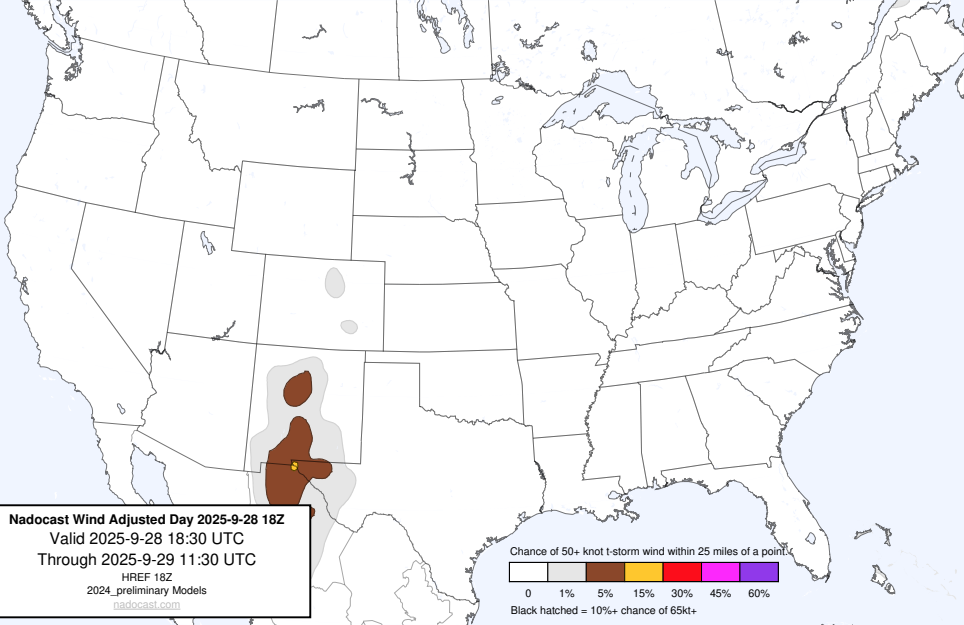 Nadocast Wind Adjusted Day 2025-9-28 18Z
Valid 2025-9-28 18:30 UTC
Through 2025-9-29 11:30 UTC
HREF 18Z
2024_preliminary Models
nadocast.com
Chance of 50+ knot t-storm wind within 25 miles of a point.
0 1% 5% 15% 30% 45% 60%
Black hatched = 10%+ chance of 65kt+